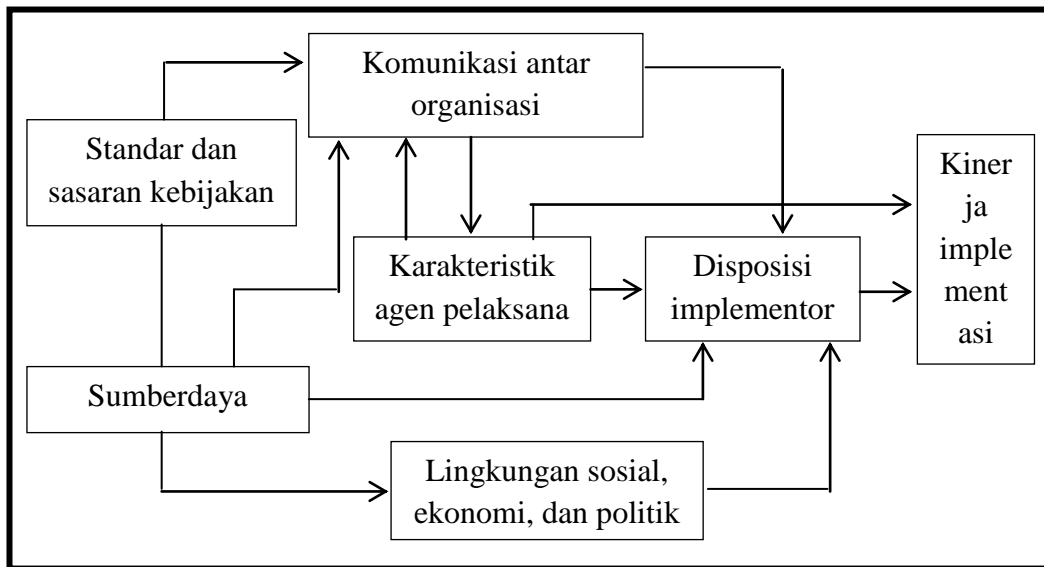 Komunikasi antar
organisasi
Standar dan
sasaran kebijakan
Kiner
ja
imple
ment
asi
Karakteristik
agen pelaksana
Disposisi
implementor
Sumberdaya
Lingkungan sosial,
ekonomi, dan politik